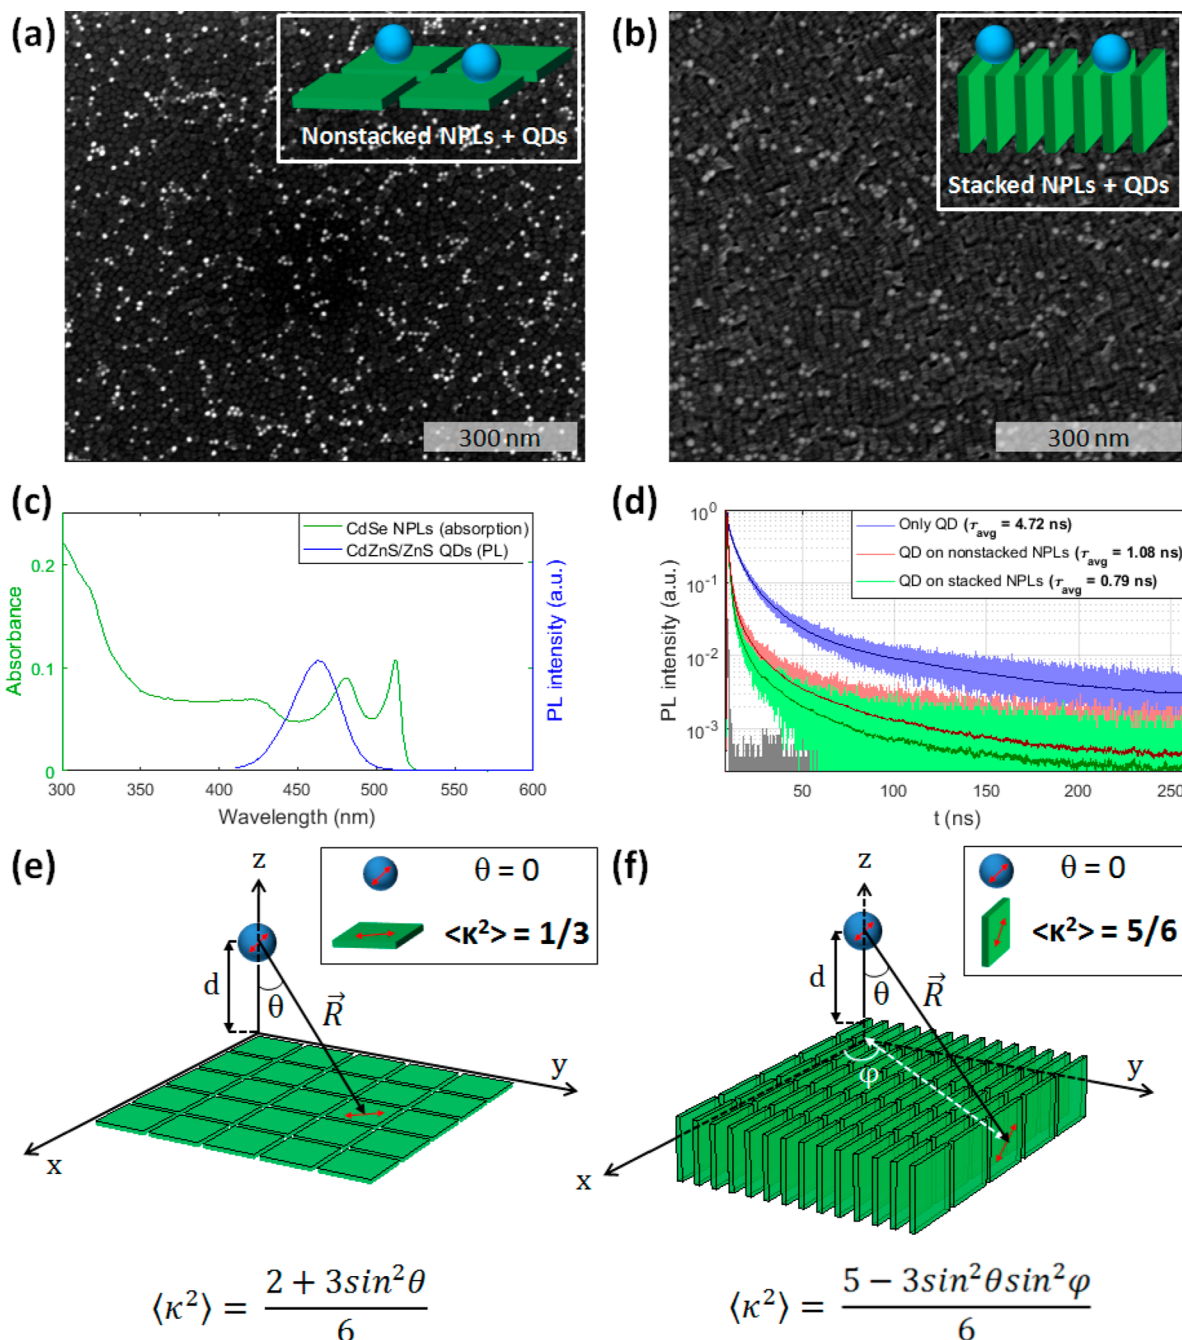 (a)
Nonstacked NPLs + QDs
300 nm
(b)
Stacked NPLs + QDs
300 nm
(c)
CdSe NPLs (absorption)
CdZnS/ZnS QDs (PL)
Absorbance
0.2
0.1
0
300 350 400 450 500 550 600
Wavelength (nm)
PL intensity (a.u.)
(d)
Only QD (τavg = 4.72 ns)
QD on nonstacked NPLs (τavg = 1.08 ns)
QD on stacked NPLs (τavg = 0.79 ns)
PL intensity (a.u.)
10⁰
10⁻¹
10⁻²
10⁻³
50 100 150 200 250
t (ns)
(e)
z
θ = 0
<κ²> = 1/3
d
θ
R⃗
y
x
⟨κ²⟩ = (2 + 3sin²θ)/6
(f)
z
θ = 0
<κ²> = 5/6
d
θ
R⃗
φ
y
x
⟨κ²⟩ = (5 − 3sin²θsin²φ)/6